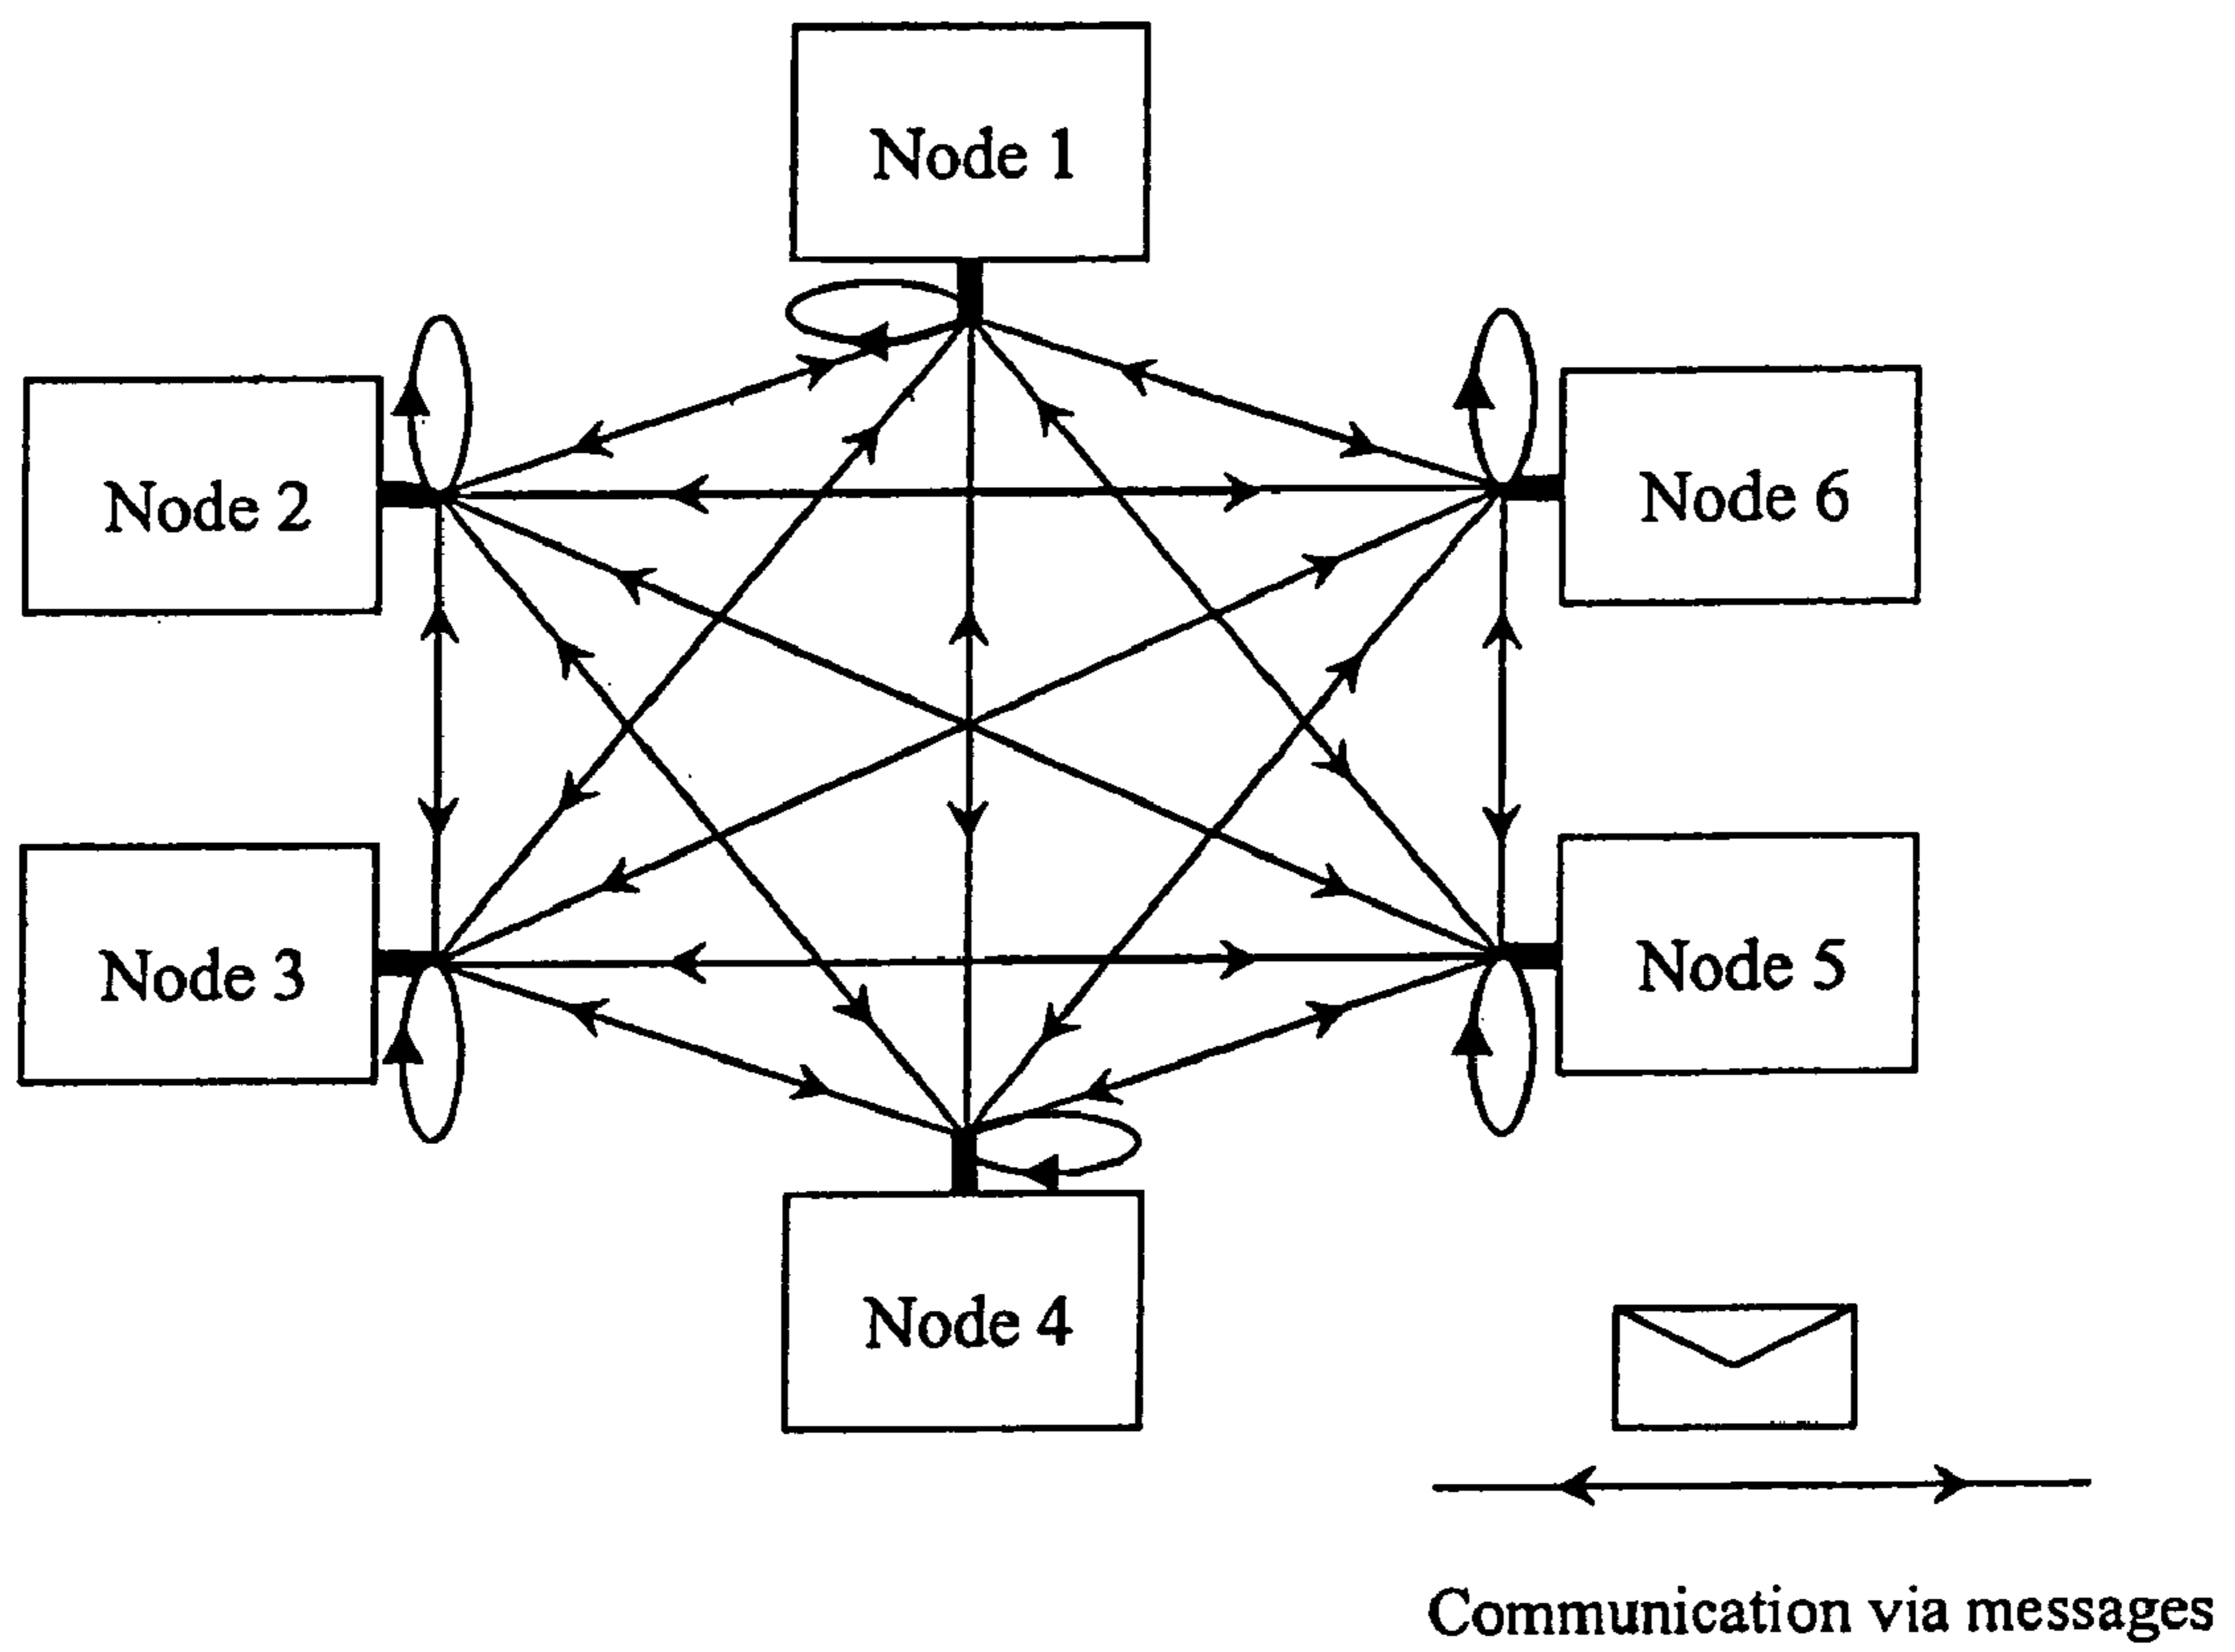 Node 1
Node 2
Node 6
Node 3
Node 5
Node 4
Communication via messages